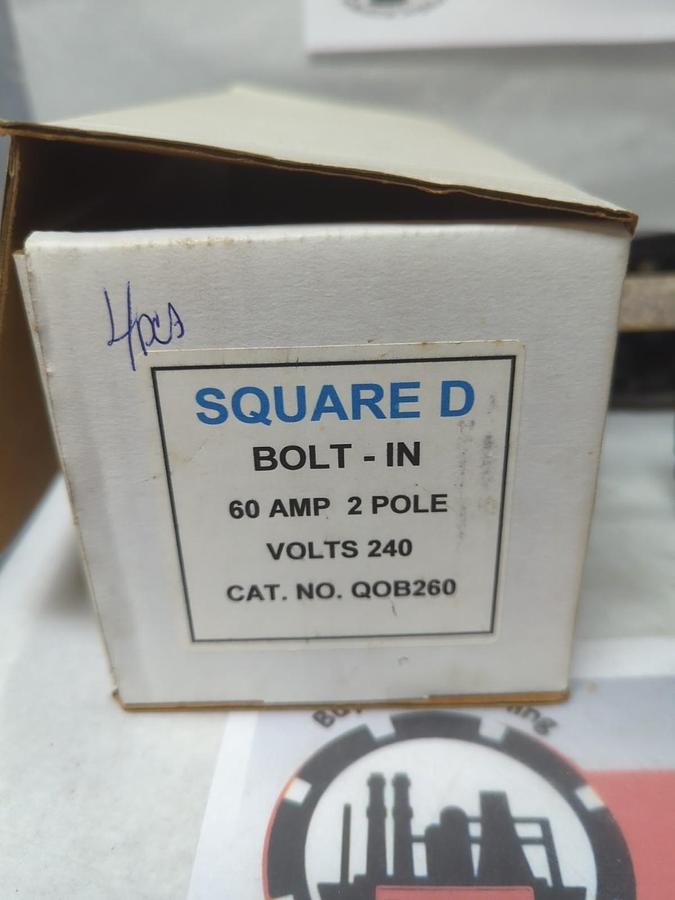 4pcs
SQUARE D
BOLT - IN
60 AMP 2 POLE
VOLTS 240
CAT. NO. QOB260